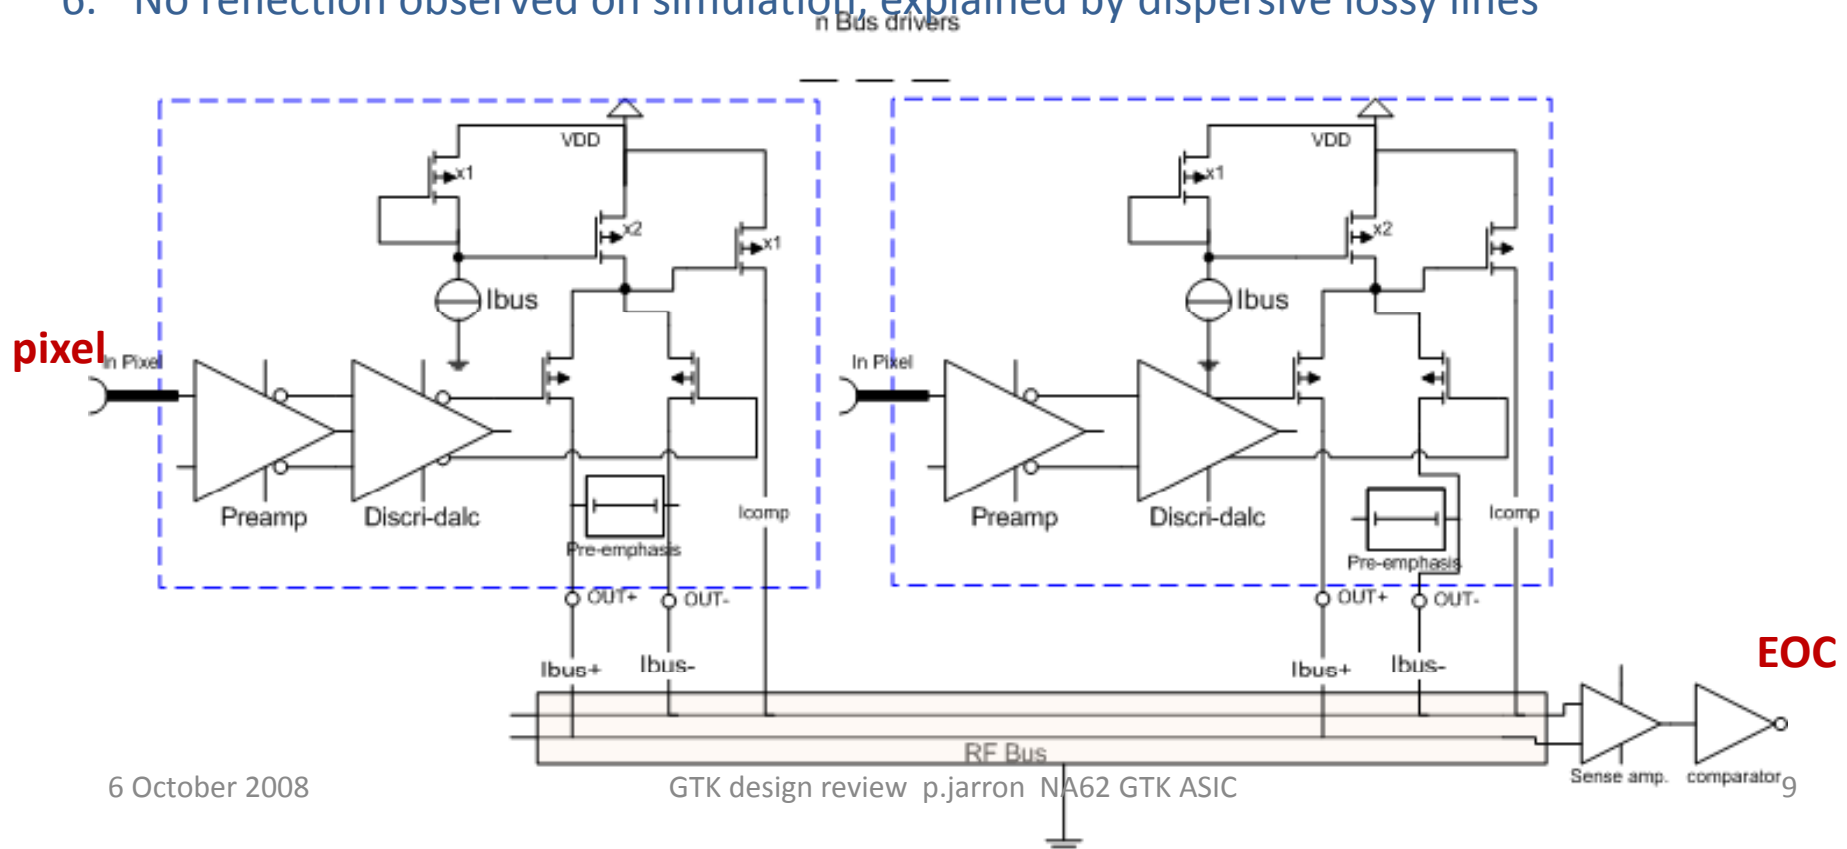 6. No reflection observed on simulation, explained by dispersive lossy lines
n Bus drivers
VDD
x1
x2
x1
Ibus
pixel
In Pixel
Preamp
Discri-dalc
Pre-emphasis
Icomp
OUT+
OUT-
Ibus+
Ibus-
VDD
x1
x2
Ibus
In Pixel
Preamp
Discri-dalc
Pre-emphasis
Icomp
OUT+
OUT-
Ibus+
Ibus-
EOC
RF Bus
Sense amp.
comparator
6 October 2008
GTK design review p.jarron NA62 GTK ASIC
9